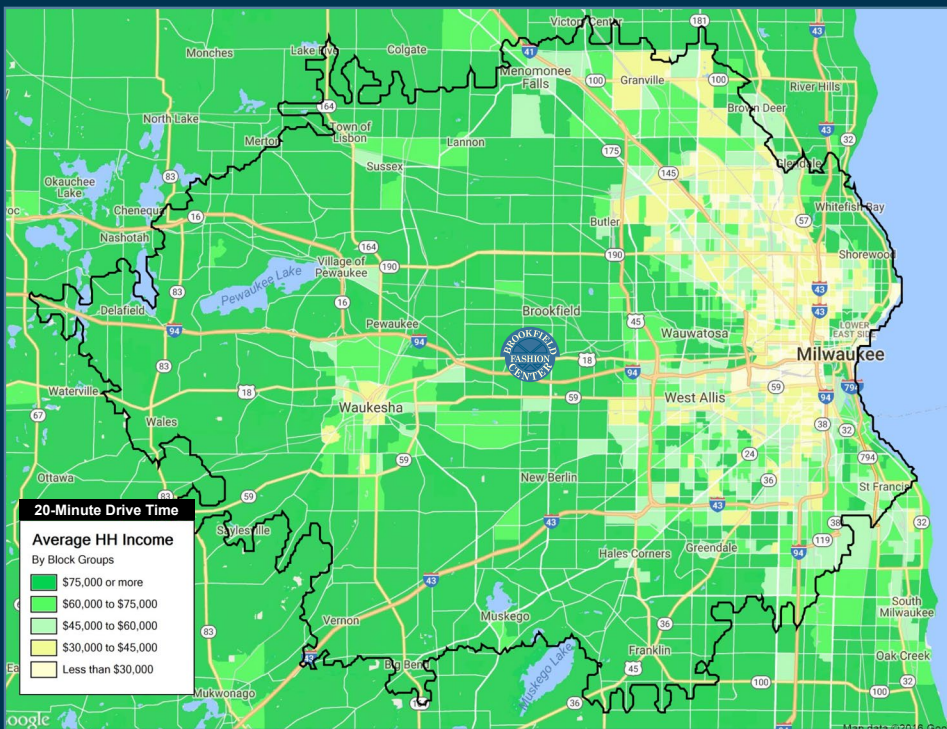 Victory Center
181
43
Monches
Lake Five
Colgate
41
Menomonee
Falls
100
Granville
100
River Hills
164
Brown Deer
North Lake
Town of
Lisbon
43
Merton
Lannon
32
175
Sussex
Glendale
83
145
Okauchee
Lake
Chenequa
16
Butler
57
Whitefish Bay
Nashotah
164
190
Shorewood
Village of
Pewaukee
190
83
Pewaukee Lake
43
Delafield
16
Brookfield
43
94
Pewaukee
45
Wauwatosa
LOWER
EAST SIDE
94
BROOKFIELD
FASHION
CENTER
18
Milwaukee
83
94
59
Waterville
18
59
West Allis
94
794
67
Waukesha
Wales
38
32
59
24
794
Ottawa
New Berlin
36
St Francis
83
59
43
20-Minute Drive Time
Saylesville
43
38
32
Average HH Income
119
By Block Groups
Hales Corners
Greendale
94
$75,000 or more
43
$60,000 to $75,000
South
Milwaukee
$45,000 to $60,000
Vernon
Muskego
36
$30,000 to $45,000
83
Franklin
Oak Creek
Less than $30,000
Big Bend
45
100
32
Muskego Lake
100
Mukwonago
36
oogle